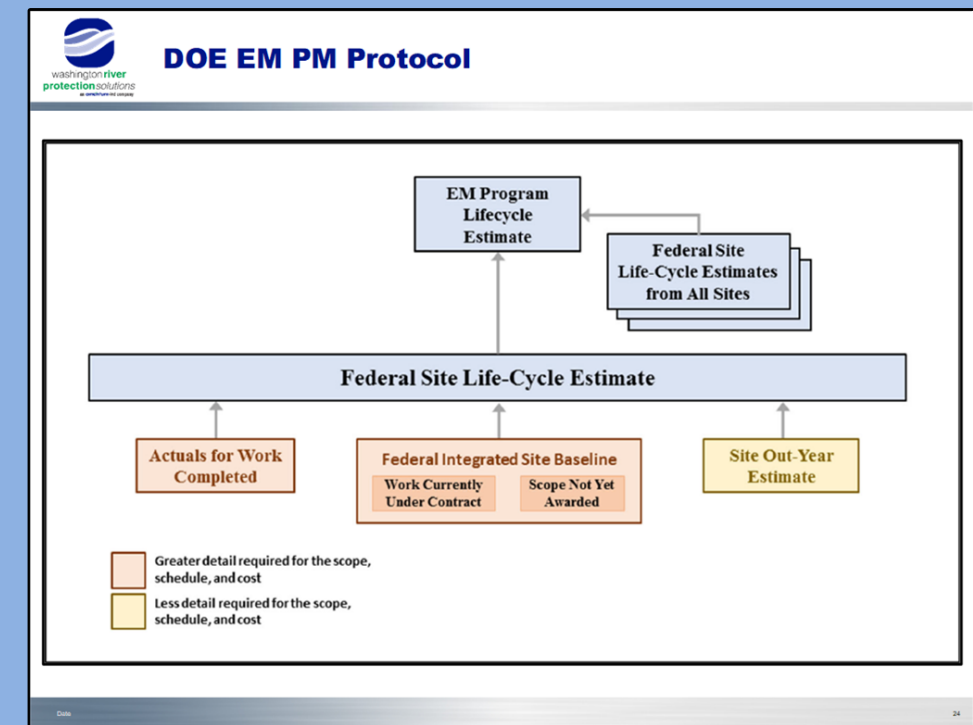 washington river
protection solutions
DOE EM PM Protocol
EM Program
Lifecycle
Estimate
Federal Site
Life-Cycle Estimates
from All Sites
Federal Site Life-Cycle Estimate
Actuals for Work
Completed
Federal Integrated Site Baseline
Work Currently
Under Contract
Scope Not Yet
Awarded
Site Out-Year
Estimate
Greater detail required for the scope,
schedule, and cost
Less detail required for the scope,
schedule, and cost
Date
24